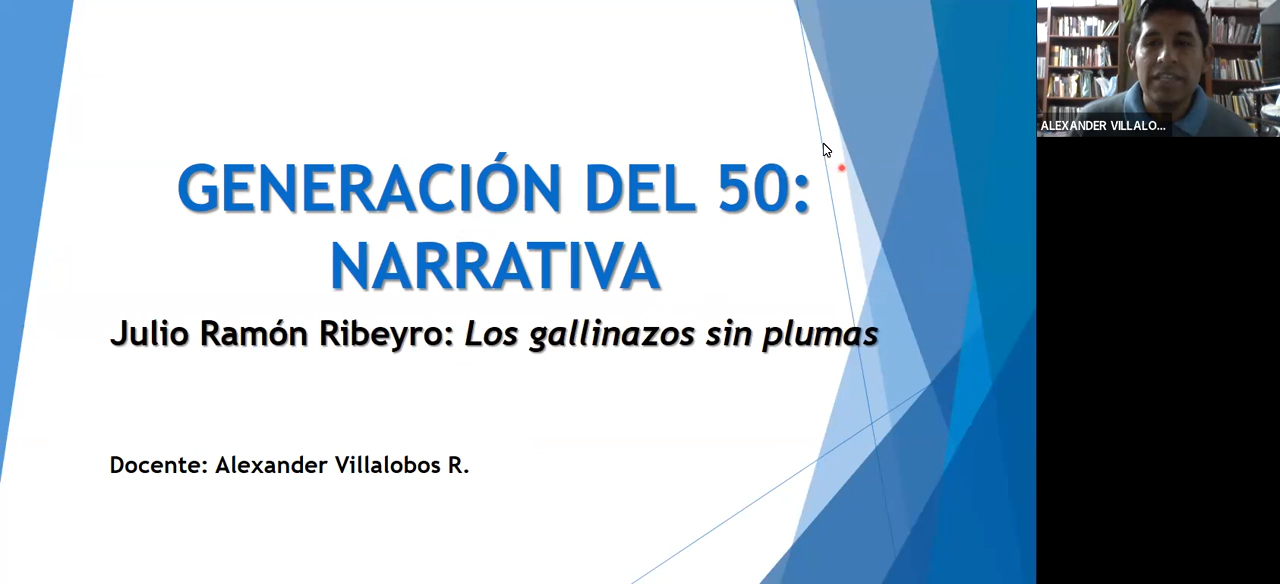 GENERACIÓN DEL 50:
NARRATIVA
Julio Ramón Ribeyro: Los gallinazos sin plumas
Docente: Alexander Villalobos R.
ALEXANDER VILLALO...